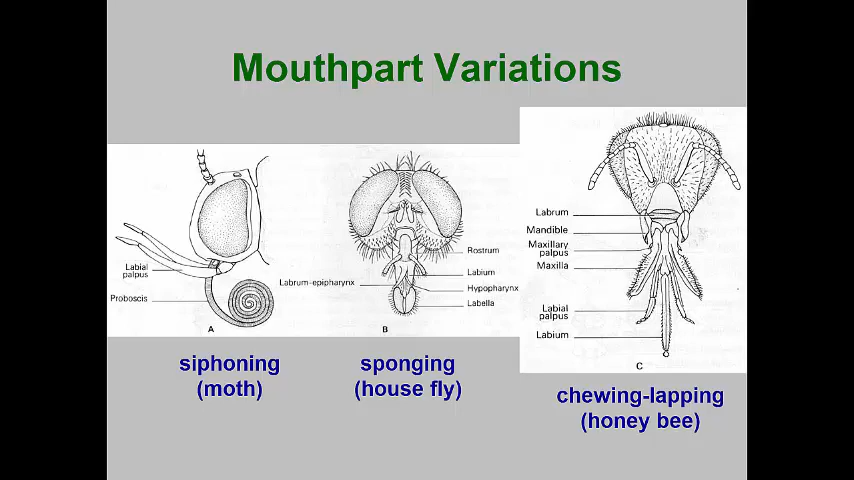 Mouthpart Variations
Labial
palpus
Proboscis
A
siphoning
(moth)
Labrum-epipharynx
Rostrum
Labium
Hypopharynx
Labella
B
sponging
(house fly)
Labrum
Mandible
Maxillary
palpus
Maxilla
Labial
palpus
Labium
C
chewing-lapping
(honey bee)